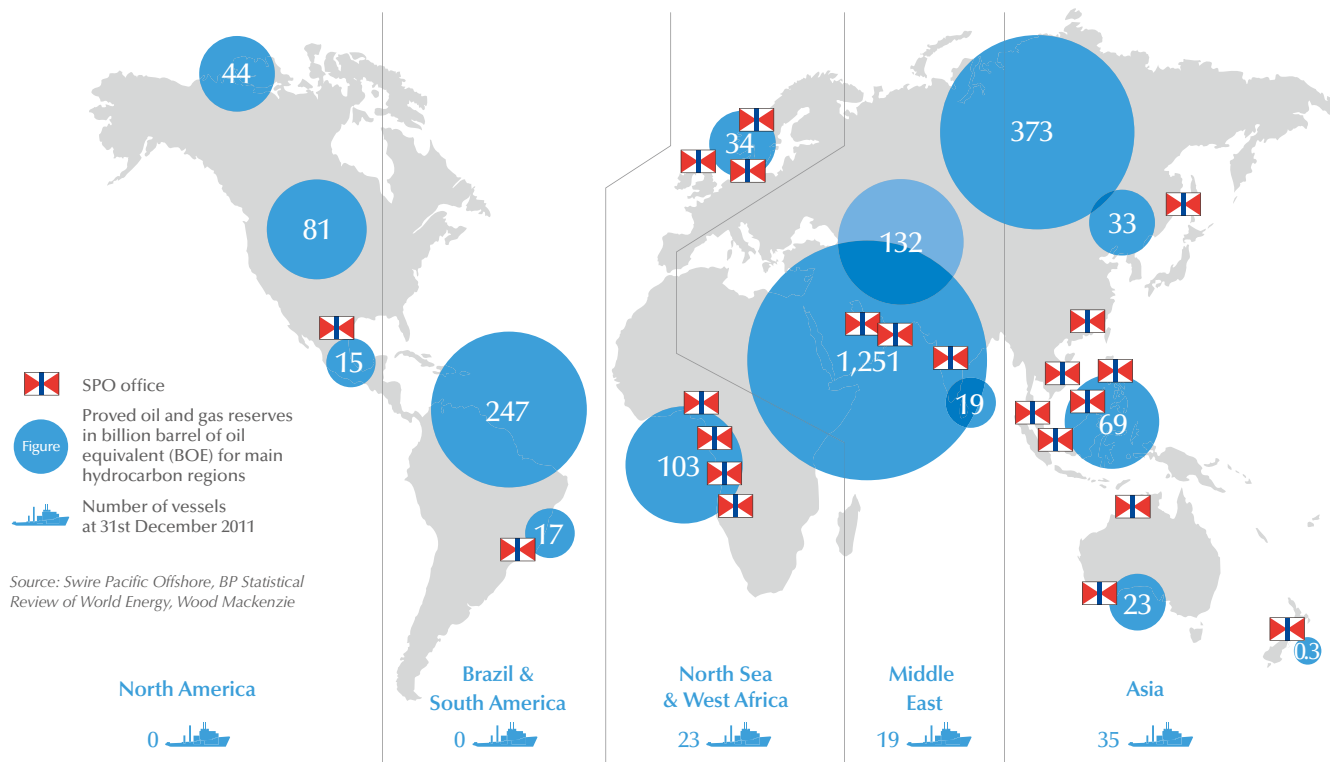 44
373
34
81
33
132
15
1,251
SPO office
247
19
Figure
Proved oil and gas reserves
in billion barrel of oil
equivalent (BOE) for main
hydrocarbon regions
69
103
Number of vessels
at 31st December 2011
17
Source: Swire Pacific Offshore, BP Statistical
Review of World Energy, Wood Mackenzie
23
0.3
North America
0
Brazil &
South America
0
North Sea
& West Africa
23
Middle
East
19
Asia
35